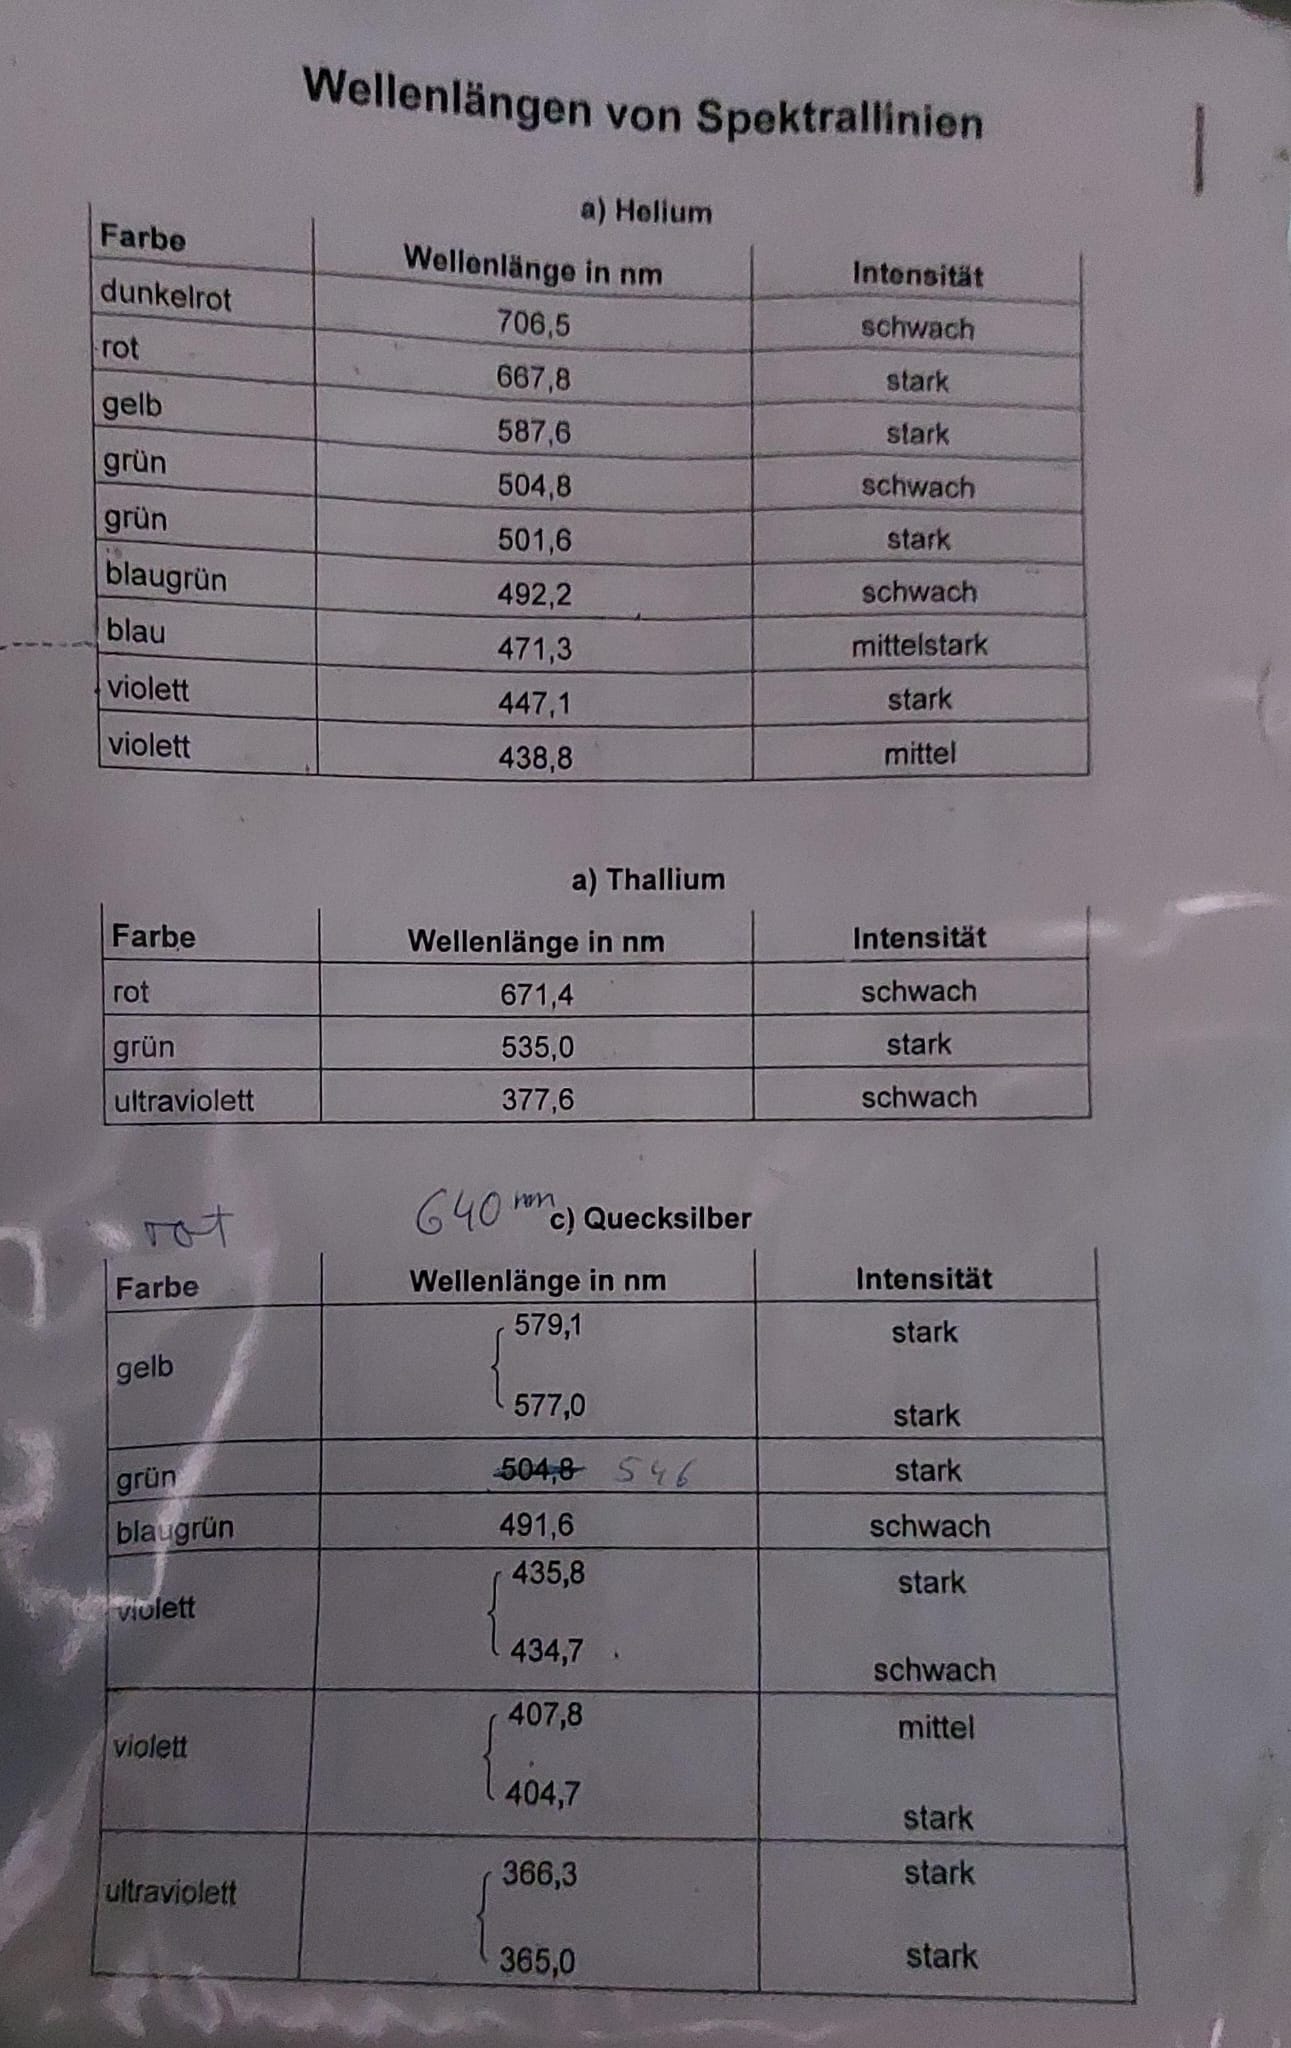 Wellenlängen von Spektrallinien
a) Helium
Farbe Wellenlänge in nm Intensität
dunkelrot 706,5 schwach
rot 667,8 stark
gelb 587,6 stark
grün 504,8 schwach
grün 501,6 stark
blaugrün 492,2 schwach
blau 471,3 mittelstark
violett 447,1 stark
violett 438,8 mittel
a) Thallium
Farbe Wellenlänge in nm Intensität
rot 671,4 schwach
grün 535,0 stark
ultraviolett 377,6 schwach
rot 640 nm c) Quecksilber
Farbe Wellenlänge in nm Intensität
579,1 stark
gelb
577,0 stark
grün 504,8 546 stark
blaugrün 491,6 schwach
435,8 stark
violett
434,7 schwach
407,8 mittel
violett
404,7 stark
366,3 stark
ultraviolett
365,0 stark